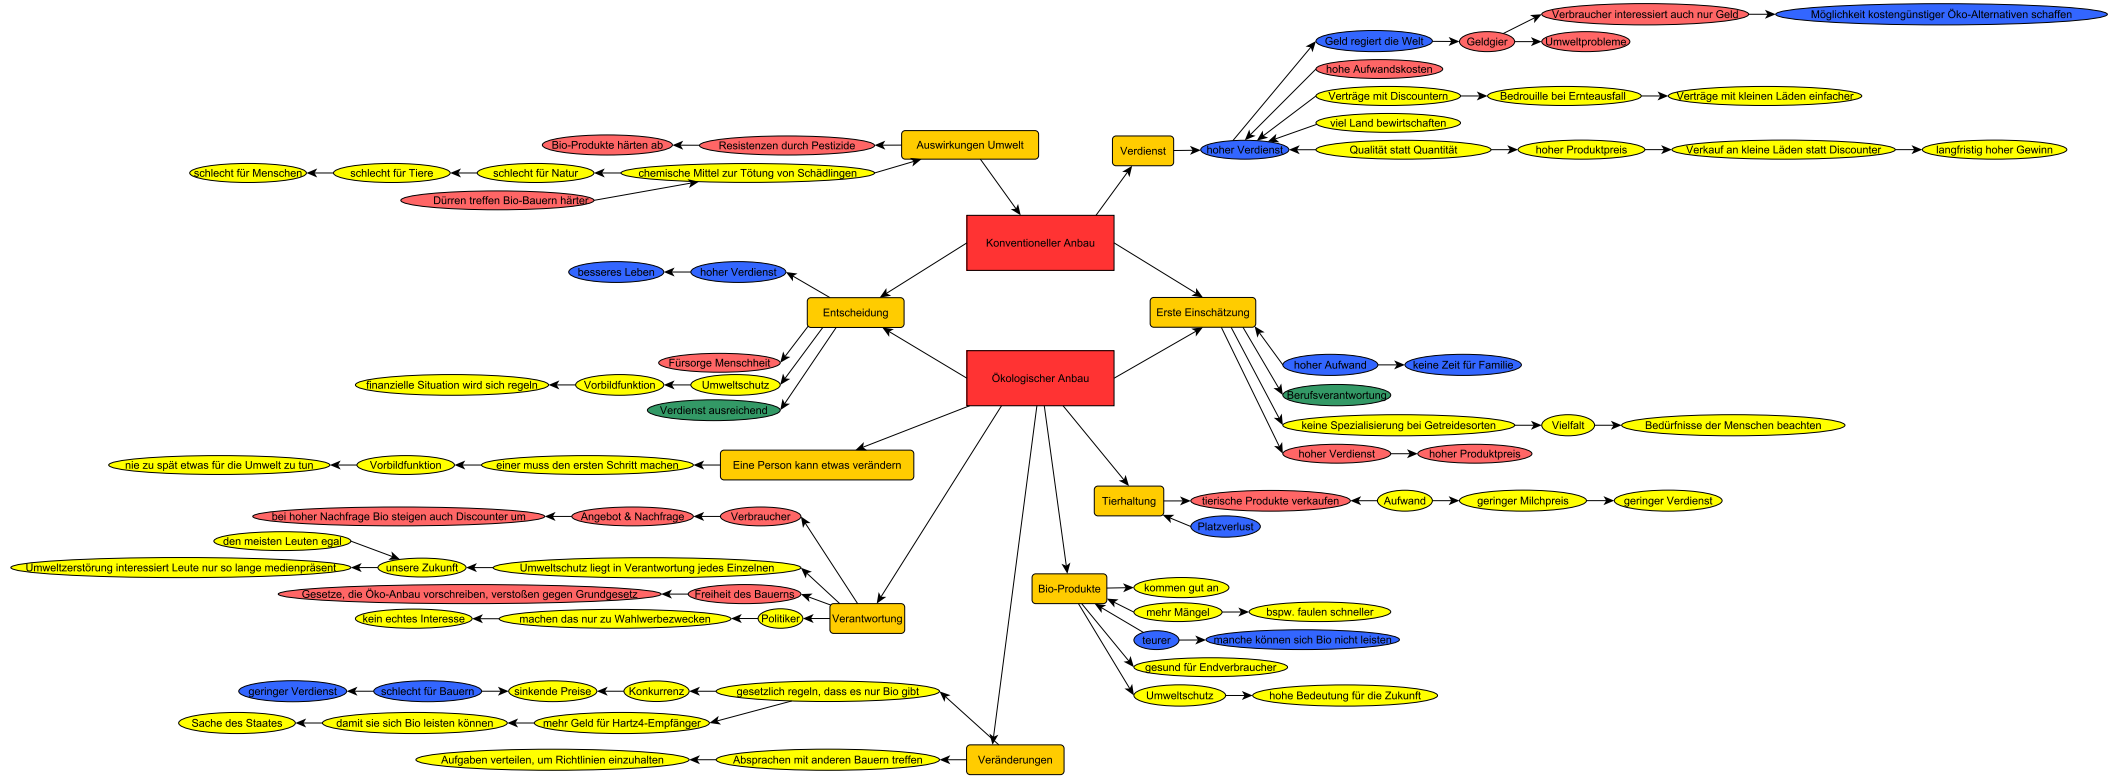 Verbraucher interessiert auch nur Geld
Möglichkeit kostengünstiger Öko-Alternativen schaffen
Geld regiert die Welt
Geldgier
Umweltprobleme
hohe Aufwandskosten
Verträge mit Discountern
Bedrouille bei Ernteausfall
Verträge mit kleinen Läden einfacher
viel Land bewirtschaften
Bio-Produkte härten ab
Resistenzen durch Pestizide
Auswirkungen Umwelt
Verdienst
hoher Verdienst
Qualität statt Quantität
hoher Produktpreis
Verkauf an kleine Läden statt Discounter
langfristig hoher Gewinn
schlecht für Menschen
schlecht für Tiere
schlecht für Natur
chemische Mittel zur Tötung von Schädlingen
Dürren treffen Bio-Bauern härter
Konventioneller Anbau
besseres Leben
hoher Verdienst
Entscheidung
Erste Einschätzung
Fürsorge Menschheit
finanzielle Situation wird sich regeln
Vorbildfunktion
Umweltschutz
Verdienst ausreichend
Ökologischer Anbau
hoher Aufwand
keine Zeit für Familie
Berufsverantwortung
keine Spezialisierung bei Getreidesorten
Vielfalt
Bedürfnisse der Menschen beachten
hoher Verdienst
hoher Produktpreis
nie zu spät etwas für die Umwelt zu tun
Vorbildfunktion
einer muss den ersten Schritt machen
Eine Person kann etwas verändern
Tierhaltung
tierische Produkte verkaufen
Aufwand
geringer Milchpreis
geringer Verdienst
Platzverlust
bei hoher Nachfrage Bio steigen auch Discounter um
Angebot & Nachfrage
Verbraucher
den meisten Leuten egal
Umweltzerstörung interessiert Leute nur so lange medienpräsent
unsere Zukunft
Umweltschutz liegt in Verantwortung jedes Einzelnen
Gesetze, die Öko-Anbau vorschreiben, verstoßen gegen Grundgesetz
Freiheit des Bauerns
kein echtes Interesse
machen das nur zu Wahlwerbezwecken
Politiker
Verantwortung
Bio-Produkte
kommen gut an
mehr Mängel
bspw. faulen schneller
teurer
manche können sich Bio nicht leisten
gesund für Endverbraucher
Umweltschutz
hohe Bedeutung für die Zukunft
geringer Verdienst
schlecht für Bauern
sinkende Preise
Konkurrenz
gesetzlich regeln, dass es nur Bio gibt
Sache des Staates
damit sie sich Bio leisten können
mehr Geld für Hartz4-Empfänger
Aufgaben verteilen, um Richtlinien einzuhalten
Absprachen mit anderen Bauern treffen
Veränderungen